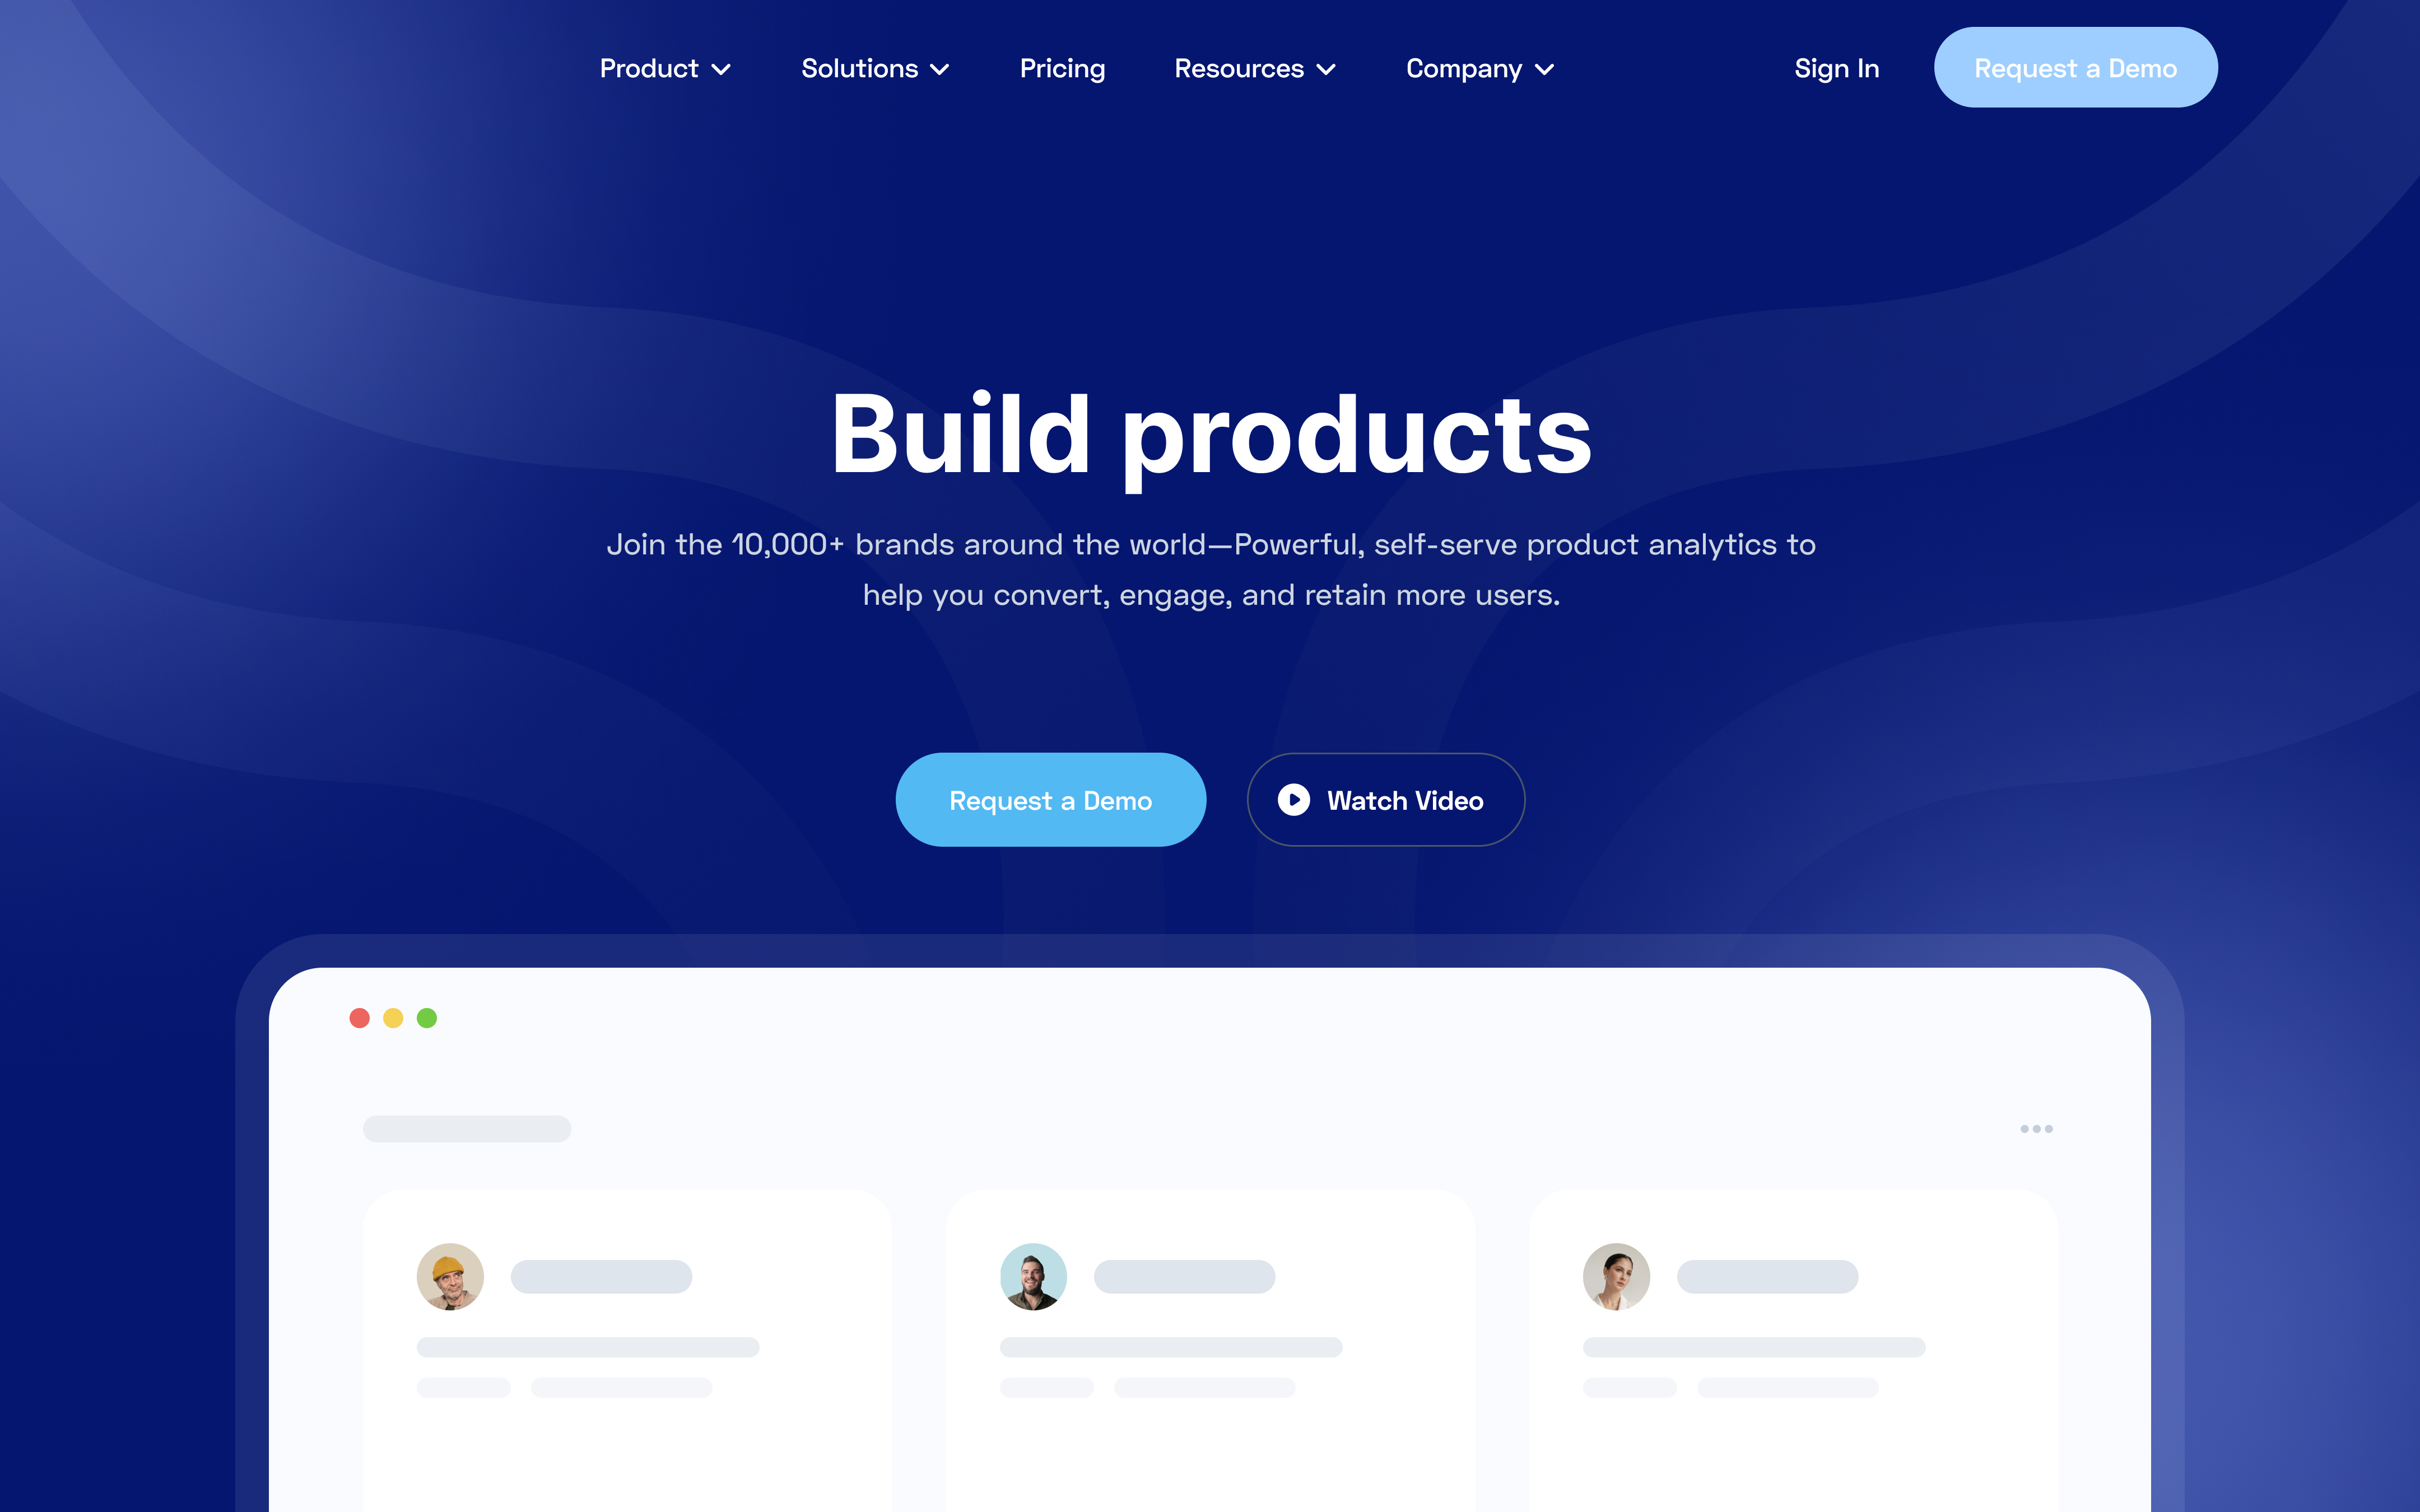 Product
Solutions
Pricing
Resources
Company
Sign In
Request a Demo
Build products
Join the 10,000+ brands around the world—Powerful, self-serve product analytics to
help you convert, engage, and retain more users.
Request a Demo
Watch Video